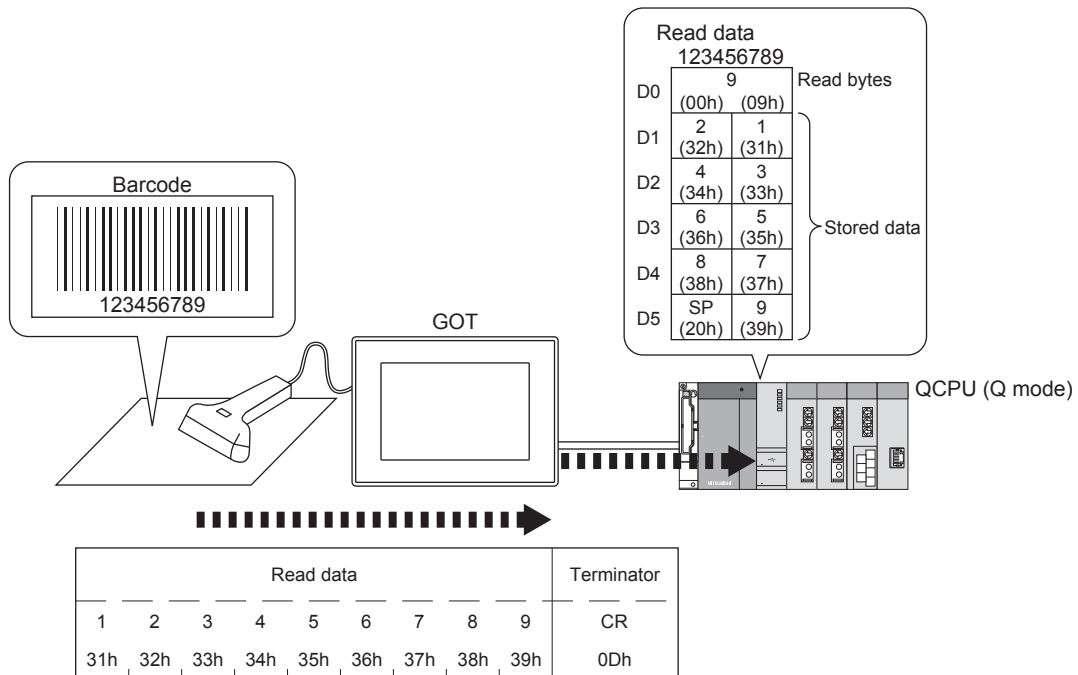 Read data
123456789
D0 9 Read bytes
(00h) (09h)
D1 2 1
(32h) (31h)
D2 4 3
(34h) (33h)
D3 6 5
(36h) (35h)
Stored data
D4 8 7
(38h) (37h)
D5 SP 9
(20h) (39h)
Barcode
123456789
GOT
QCPU (Q mode)
MITSUBISHI
Read data Terminator
1 2 3 4 5 6 7 8 9 CR
31h 32h 33h 34h 35h 36h 37h 38h 39h 0Dh